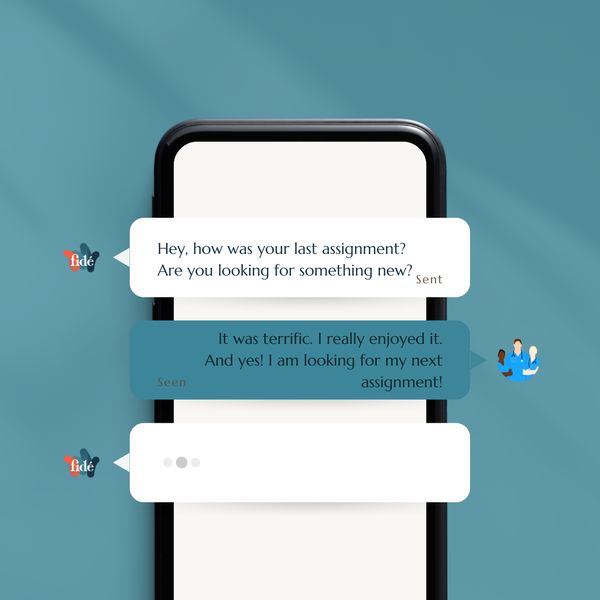 Hey, how was your last assignment?
fidé
Are you looking for something new?
Sent
It was terrific. I really enjoyed it.
And yes! I am looking for my next
Seen
assignment!
fidé